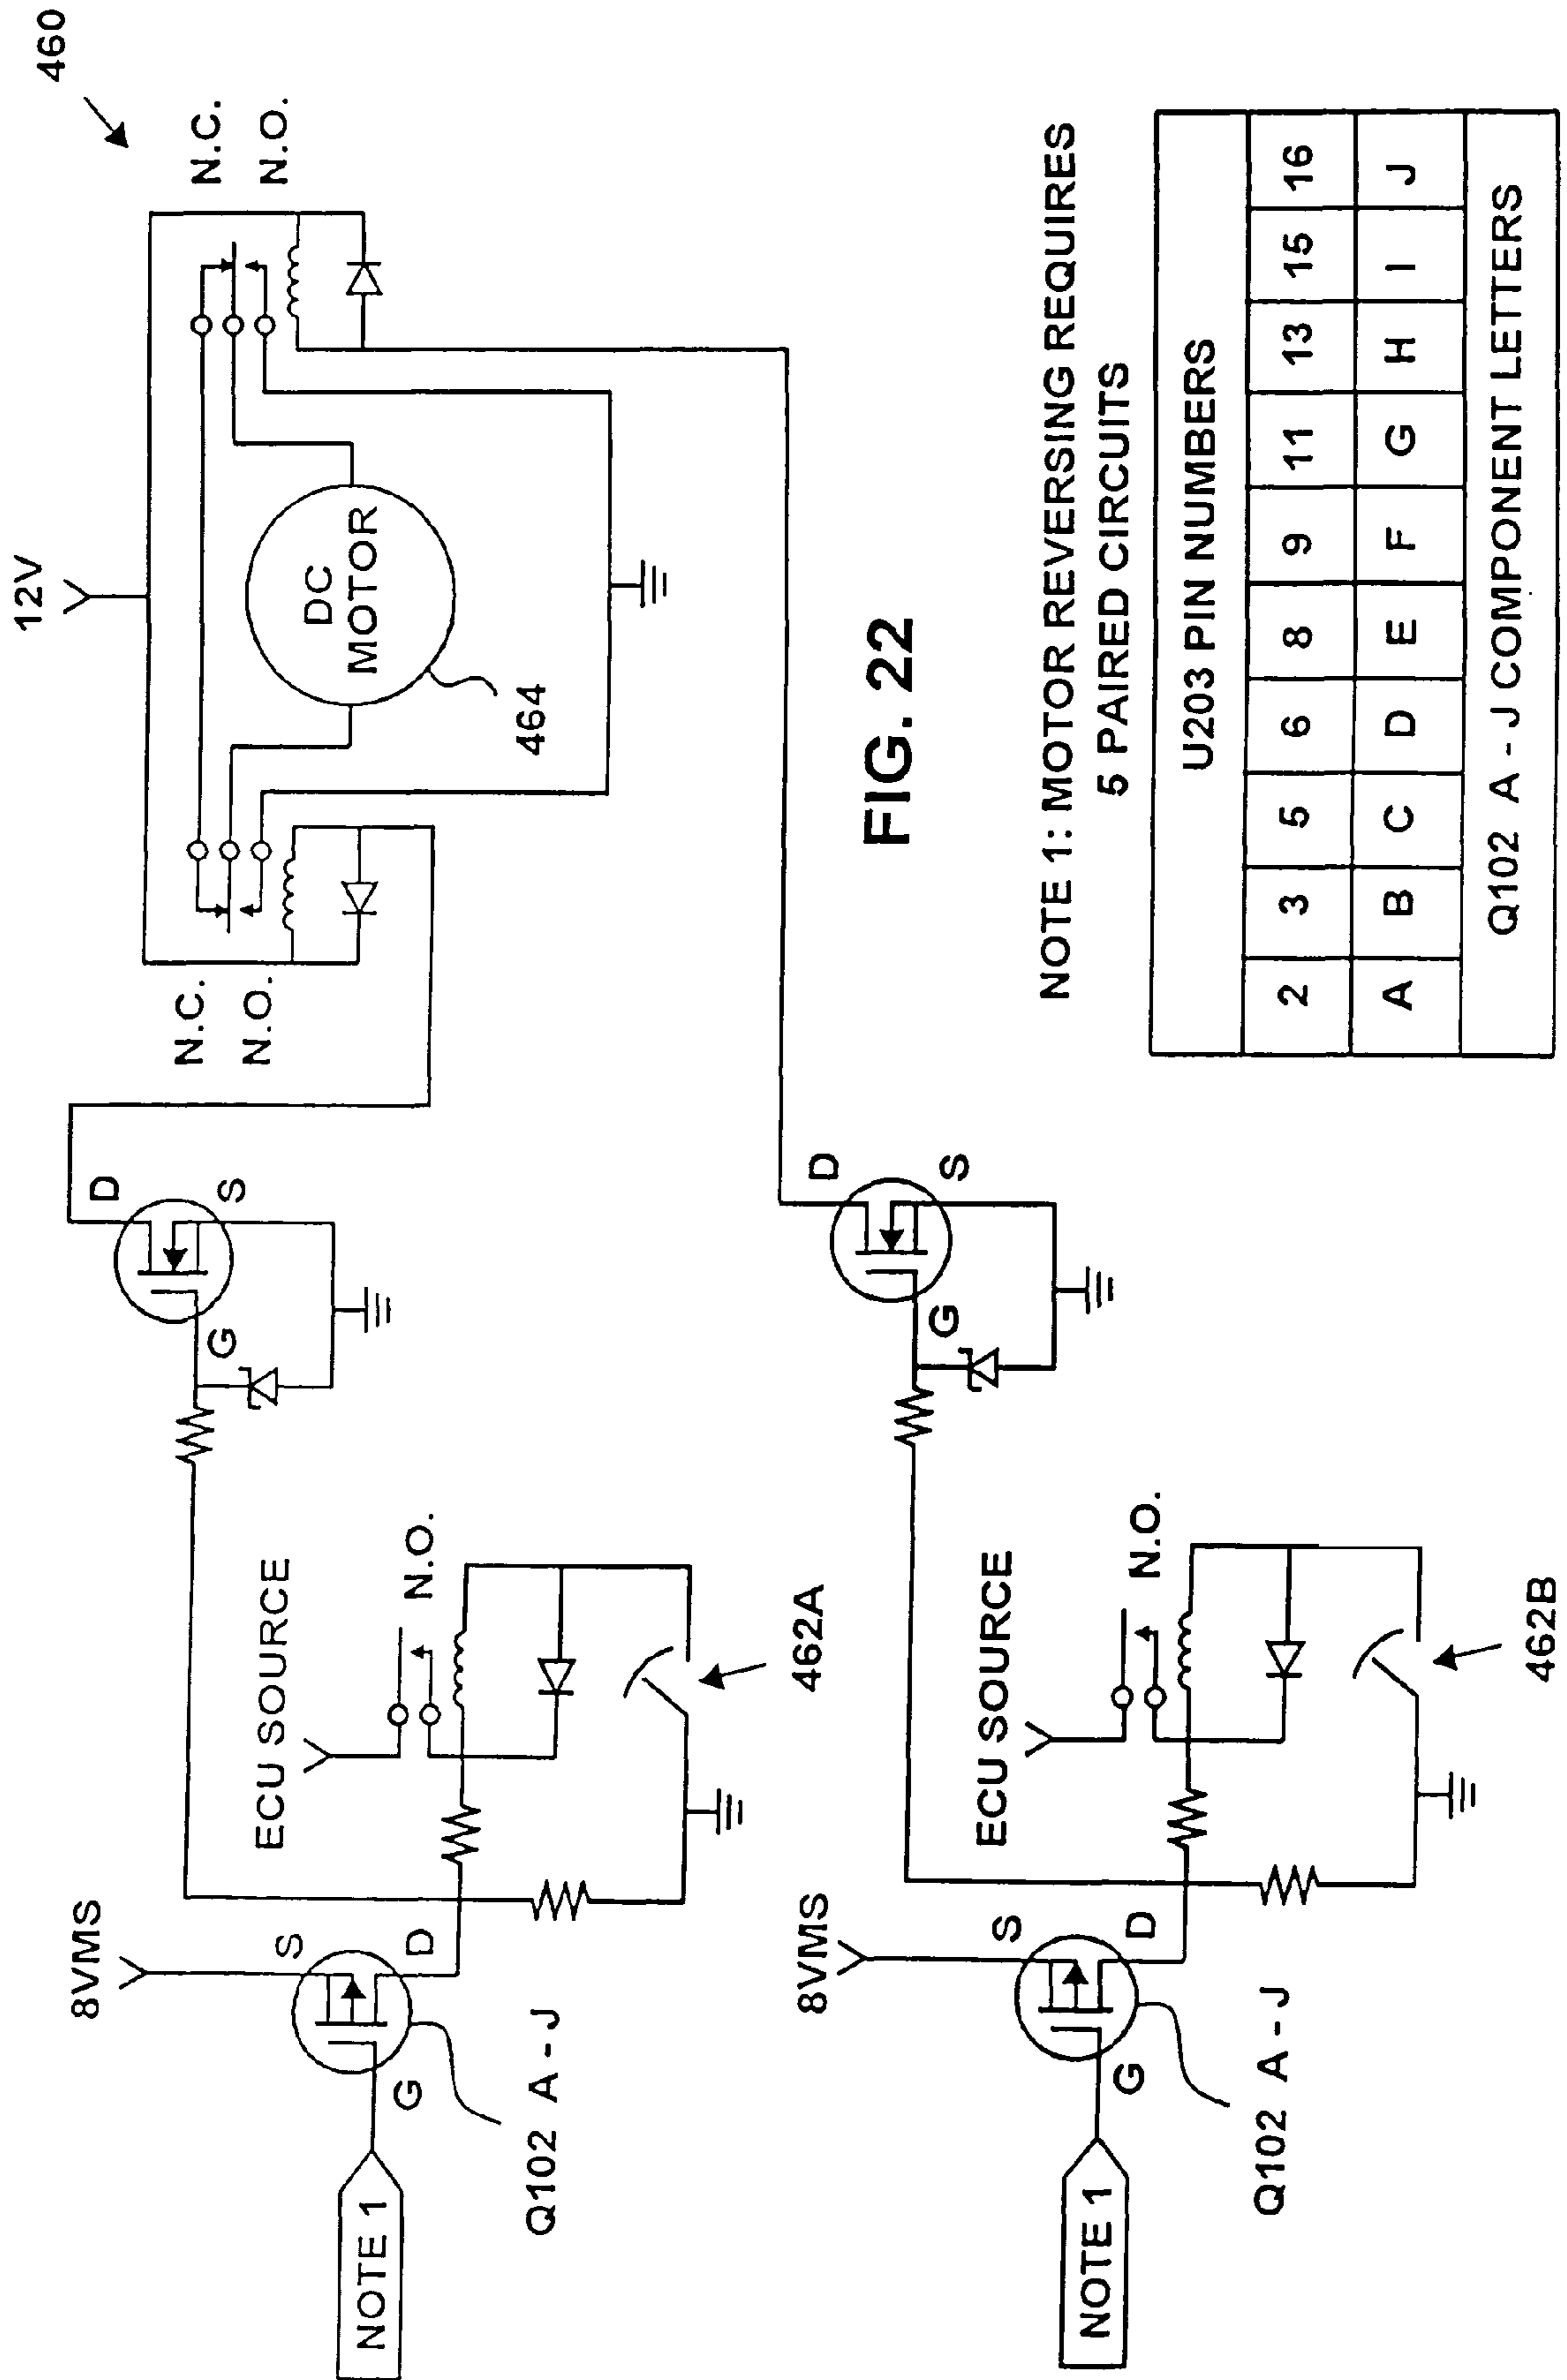 460
12V
N.C.
N.O.
N.C.
N.O.
DC
MOTOR
464
D
S
G
ECU SOURCE
N.O.
8VMS
S
D
G
462A
Q102 A - J
NOTE 1
D
S
G
ECU SOURCE
N.O.
8VMS
S
D
G
462B
Q102 A - J
NOTE 1
FIG. 22
NOTE 1: MOTOR REVERSING REQUIRES
5 PAIRED CIRCUITS
U203 PIN NUMBERS
2 3 5 6 8 9 11 13 15 16
A B C D E F G H I J
Q102 A - J COMPONENT LETTERS